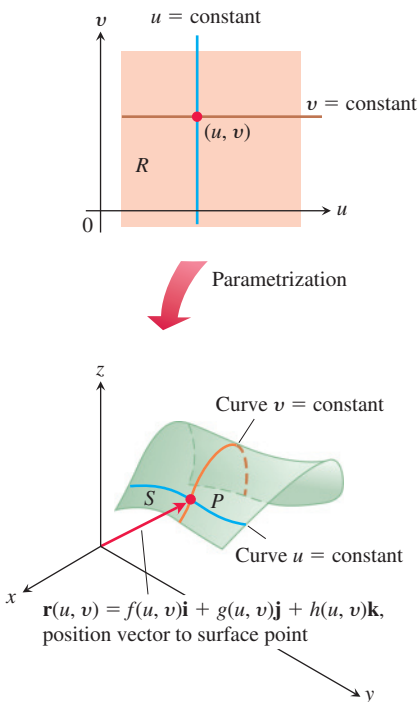 υ
u = constant
υ = constant
(u, υ)
R
u
0
Parametrization
z
Curve υ = constant
S
P
Curve u = constant
x
r(u, υ) = f(u, υ)i + g(u, υ)j + h(u, υ)k,
position vector to surface point
y